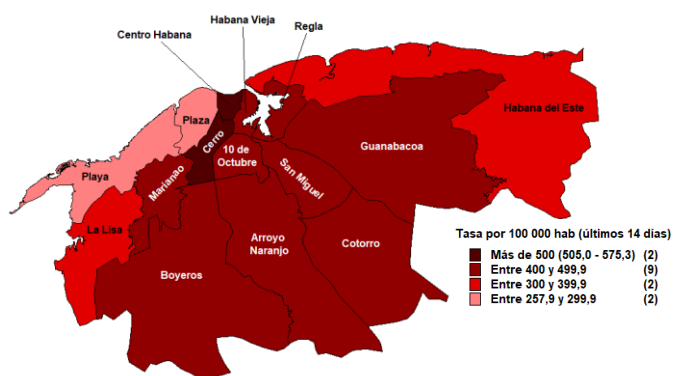 Habana Vieja
Regla
Centro Habana
Habana del Este
Plaza
Cerro
Guanabacoa
10 de
Octubre
San Miguel
Marianao
Playa
La Lisa
Arroyo
Naranjo
Cotorro
Boyeros
Tasa por 100 000 hab (últimos 14 dias)
Más de 500 (505,0 - 575,3) (2)
Entre 400 y 499,9 (9)
Entre 300 y 399,9 (2)
Entre 257,9 y 299,9 (2)